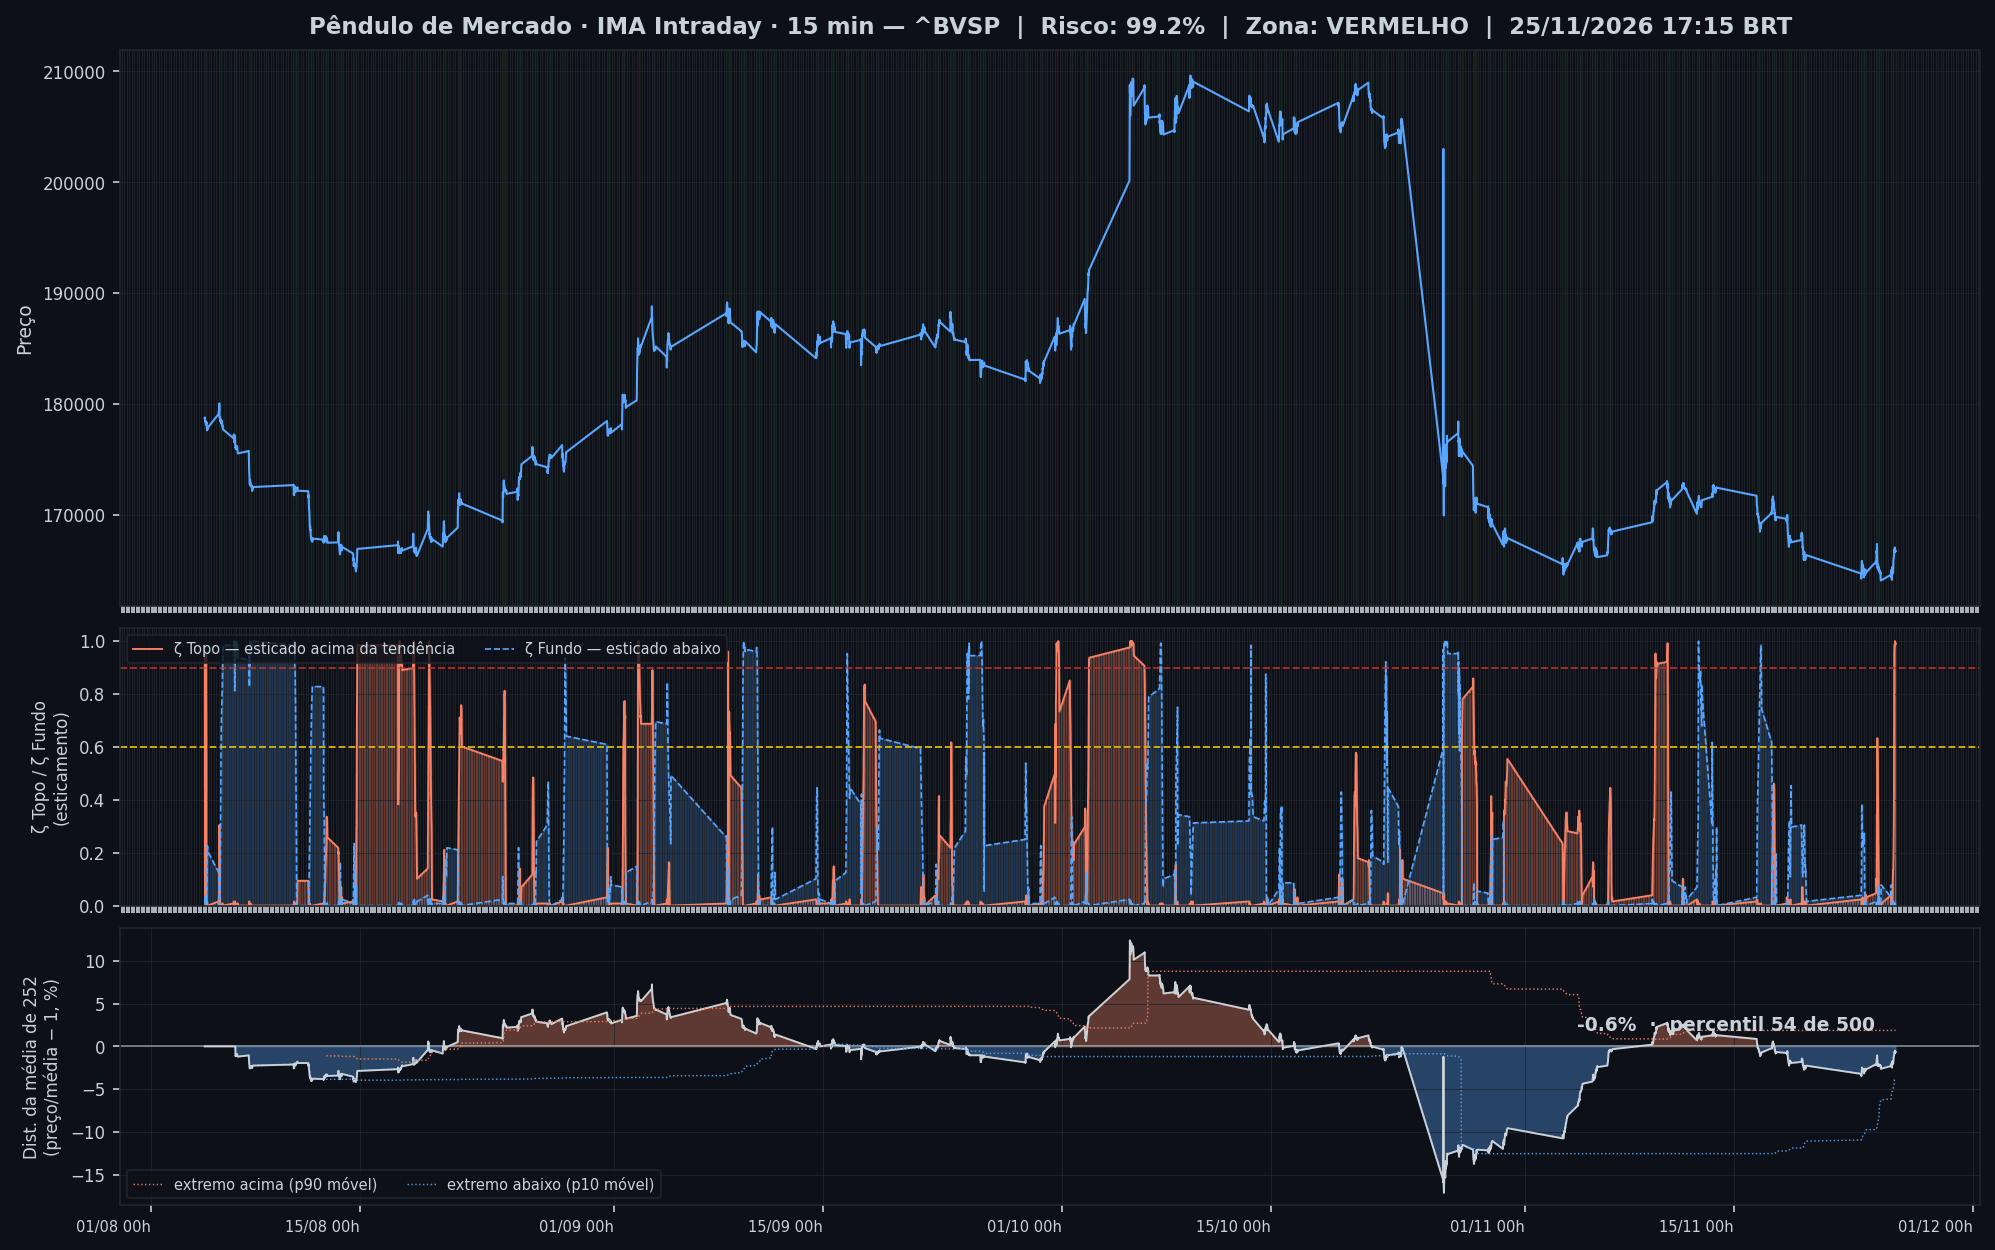 Pêndulo de Mercado · IMA Intraday · 15 min — ^BVSP | Risco: 99.2% | Zona: VERMELHO | 25/11/2026 17:15 BRT
210000
200000
190000
180000
170000
Preço
ζ Topo — esticado acima da tendência
ζ Fundo — esticado abaixo
1.0
0.8
0.6
0.4
0.2
0.0
ζ Topo / ζ Fundo
(esticamento)
10
5
0
−5
−10
−15
Dist. da média de 252
(preço/média − 1, %)
-0.6% · percentil 54 de 500
extremo acima (p90 móvel)
extremo abaixo (p10 móvel)
01/08 00h
15/08 00h
01/09 00h
15/09 00h
01/10 00h
15/10 00h
01/11 00h
15/11 00h
01/12 00h